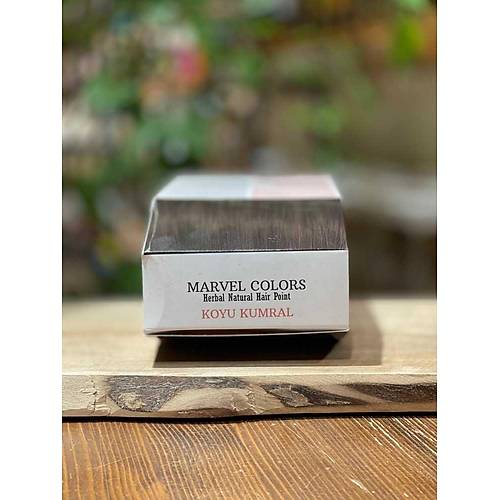 MARVEL COLORS
Herbal Natural Hair Point
KOYU KUMRAL